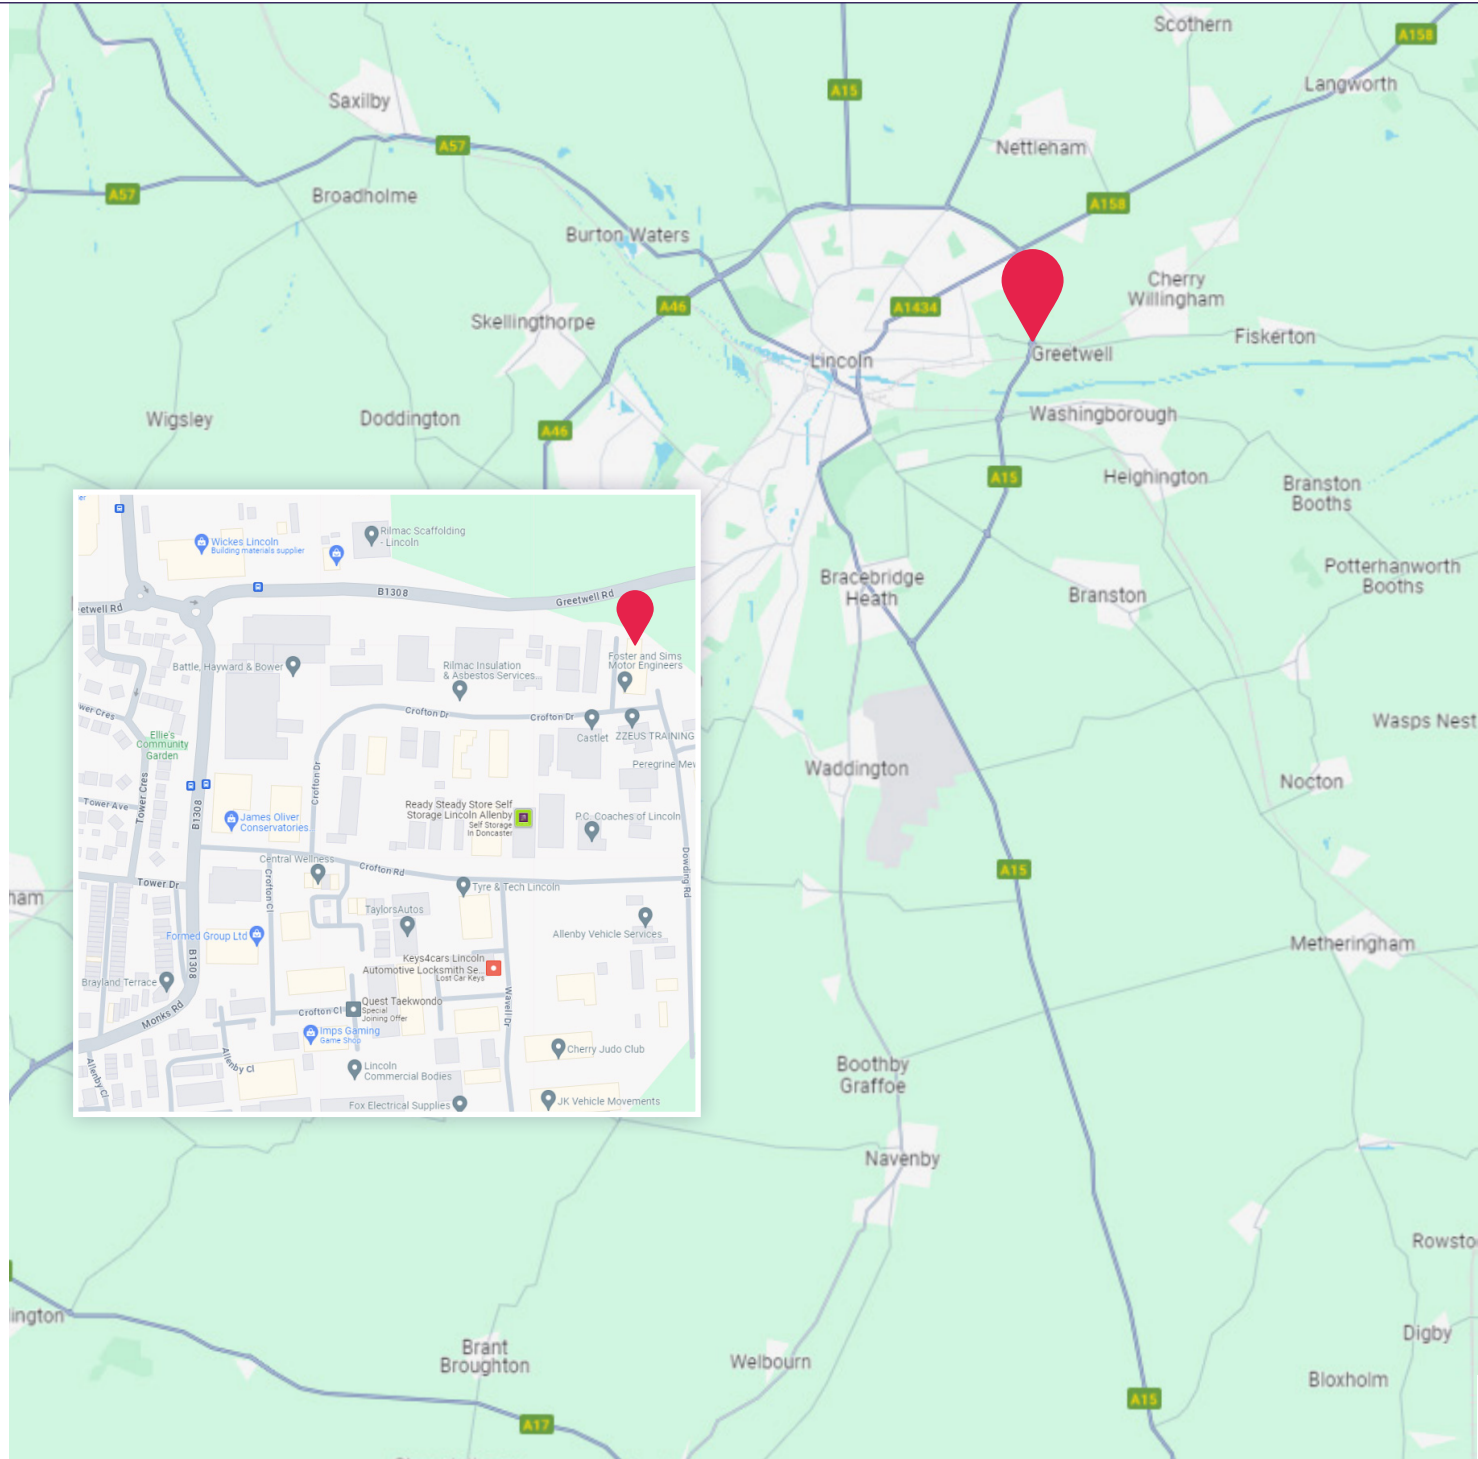 Scothern
A158
Langworth
A15
Saxilby
A57
Nettleham
A57
Broadholme
A158
Burton Waters
Cherry
Willingham
A46
A1434
Skellingthorpe
Fiskerton
Lincoln
Greetwell
Wigsley
Doddington
A46
Washingborough
A15
Heighington
Branston
Booths
Bracebridge
Heath
Branston
Potterhanworth
Booths
Wasps Nest
Waddington
Nocton
A15
ham
Metheringham
Boothby
Graffoe
Navenby
Rowsto
ington
Brant
Broughton
Welbourn
Digby
Bloxholm
A15
A17
er
Wickes Lincoln
Building materials supplier
Rilmac Scaffolding
- Lincoln
B1308
Greetwell Rd
etwell Rd
Battle, Hayward & Bower
Rilmac Insulation
& Asbestos Services...
Foster and Sims
Motor Engineers
wer Cres
Crofton Dr
Crofton Dr
Castlet
ZZEUS TRAINING
Ellie's
Community
Garden
Peregrine Mew
Tower Cres
Crofton Dr
Tower Ave
B1308
James Oliver
Conservatories.
Ready Steady Store Self
Storage Lincoln Allenby
Self Storage
In Doncaster
P.C. Coaches of Lincoln
Central Wellness
Crofton Rd
Dowding Rd
Tower Dr
Crofton Cl
Tyre & Tech Lincoln
TaylorsAutos
Formed Group Ltd
Allenby Vehicle Services
B1308
Keys4cars Lincoln
Automotive Locksmith Se...
Lost Car Keys
Brayland Terrace
Quest Taekwondo
Special
Joining Offer
Crofton Cl
Wavell Dr
Monks Rd
Imps Gaming
Game Shop
Allenby Cl
Allenby Cl
Cherry Judo Club
Lincoln
Commercial Bodies
Fox Electrical Supplies
JK Vehicle Movements